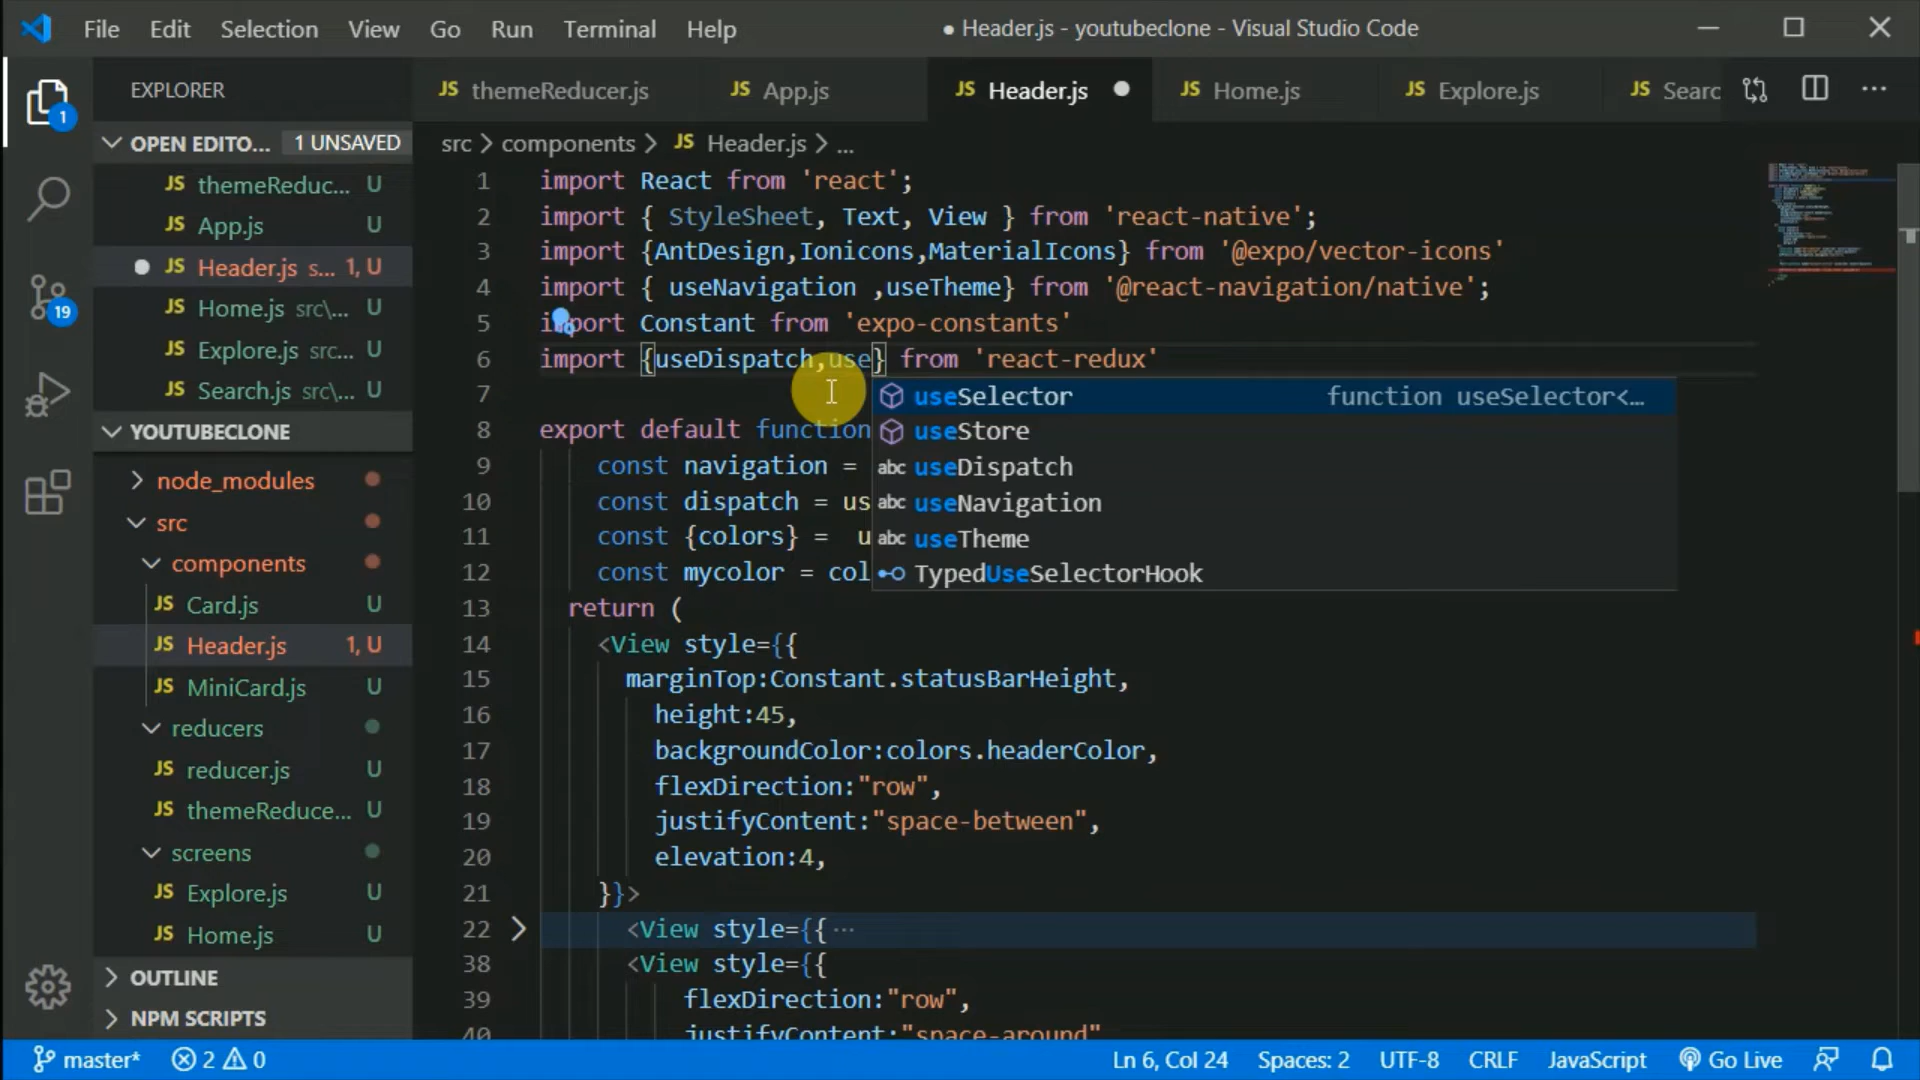 File Edit Selection View Go Run Terminal Help ● Header.js - youtubeclone - Visual Studio Code
EXPLORER
JS themeReducer.js JS App.js JS Header.js JS Home.js JS Explore.js JS Searc
OPEN EDITO... 1 UNSAVED
JS themeReduc... U
JS App.js U
JS Header.js s... 1, U
JS Home.js src\... U
JS Explore.js src... U
JS Search.js src\... U
YOUTUBECLONE
node_modules
src
components
JS Card.js U
JS Header.js 1, U
JS MiniCard.js U
reducers
JS reducer.js U
JS themeReduce... U
screens
JS Explore.js U
JS Home.js U
OUTLINE
NPM SCRIPTS
1
19
src > components > JS Header.js > ...
1 import React from 'react';
2 import { StyleSheet, Text, View } from 'react-native';
3 import {AntDesign,Ionicons,MaterialIcons} from '@expo/vector-icons'
4 import { useNavigation ,useTheme} from '@react-navigation/native';
5 import Constant from 'expo-constants'
6 import {useDispatch,use} from 'react-redux'
7
8 export default function
9 const navigation =
10 const dispatch = us
11 const {colors} = u
12 const mycolor = col
useSelector function useSelector<...
useStore
abc useDispatch
abc useNavigation
abc useTheme
TypedUseSelectorHook
13 return (
14 <View style={{
15 marginTop:Constant.statusBarHeight,
16 height:45,
17 backgroundColor:colors.headerColor,
18 flexDirection:"row",
19 justifyContent:"space-between",
20 elevation:4,
21 }}>
22 <View style={{ ...
38 <View style={{
39 flexDirection:"row",
40 justifyContent:"space-around"
master* 2 0 Ln 6, Col 24 Spaces: 2 UTF-8 CRLF JavaScript Go Live